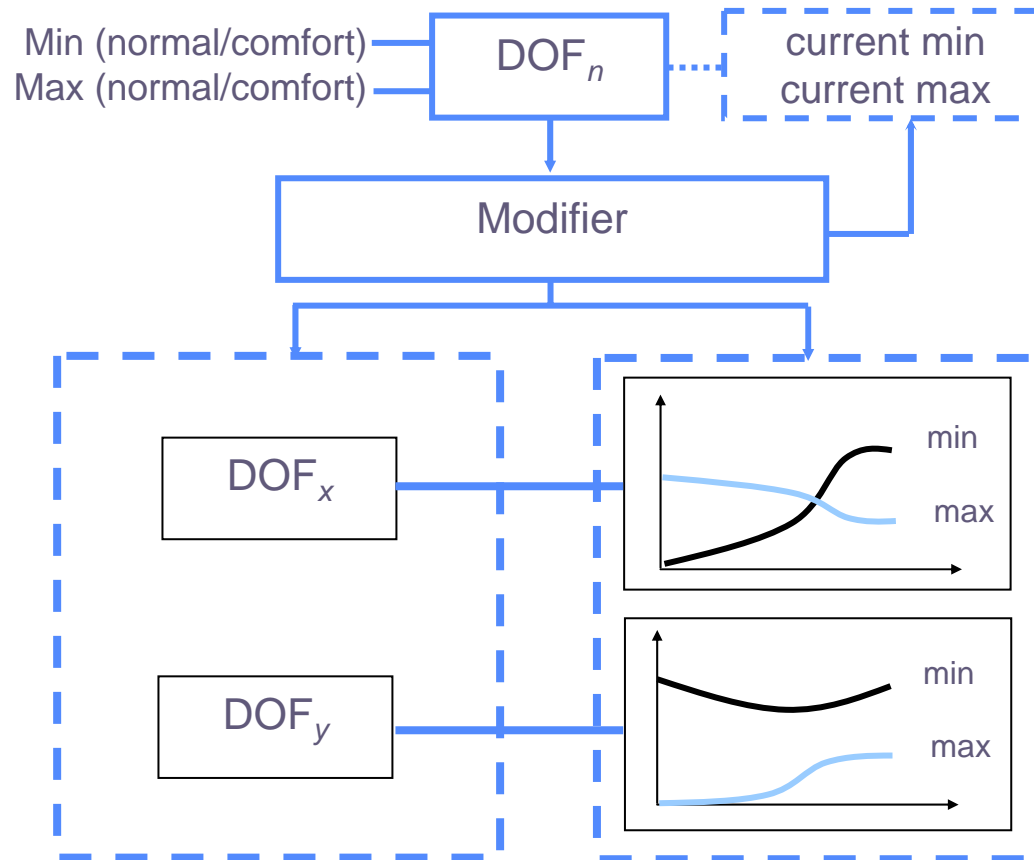 Min (normal/comfort)
Max (normal/comfort)
DOFn
current min
current max
Modifier
DOFx
min
max
DOFy
min
max